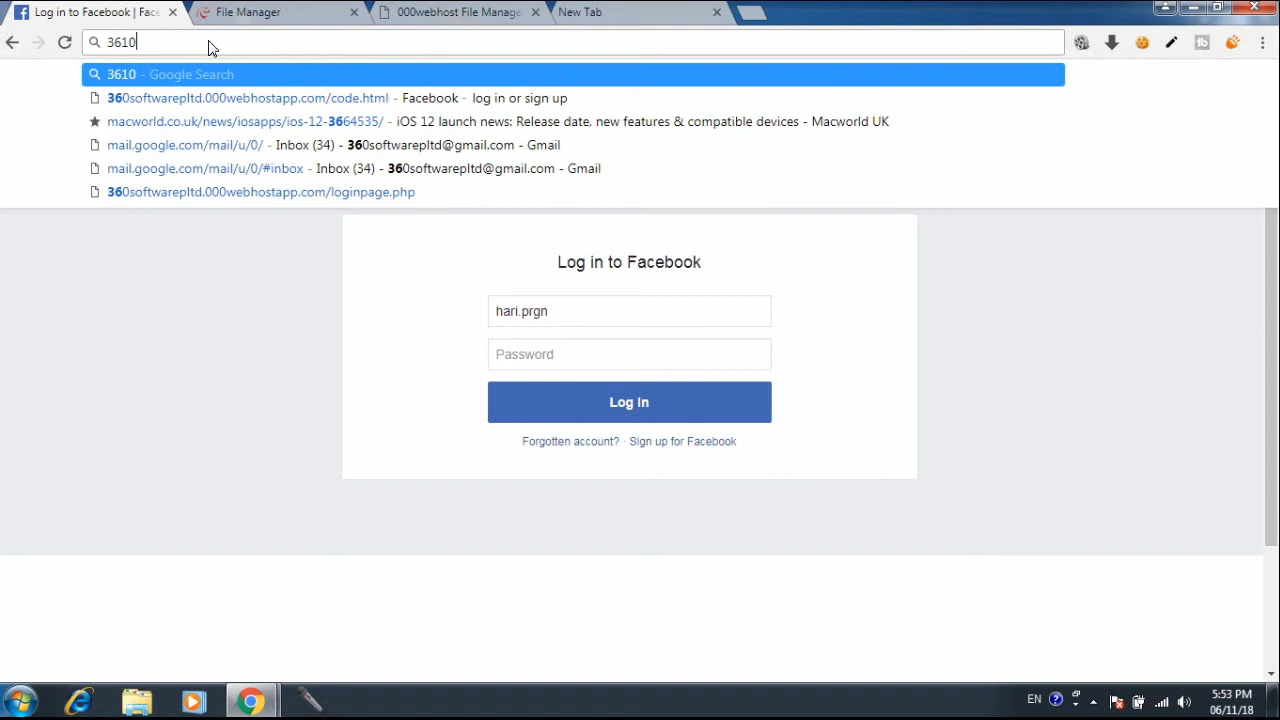 Log in to Facebook | Face
File Manager
000webhost File Manage
New Tab
3610
3610 - Google Search
360softwarepltd.000webhostapp.com/code.html - Facebook - log in or sign up
macworld.co.uk/news/iosapps/ios-12-3664535/ - iOS 12 launch news: Release date, new features & compatible devices - Macworld UK
mail.google.com/mail/u/0/ - Inbox (34) - 360softwarepltd@gmail.com - Gmail
mail.google.com/mail/u/0/#inbox - Inbox (34) - 360softwarepltd@gmail.com - Gmail
360softwarepltd.000webhostapp.com/loginpage.php
Log in to Facebook
hari.prgn
Password
Log In
Forgotten account? · Sign up for Facebook
EN
5:53 PM
06/11/18